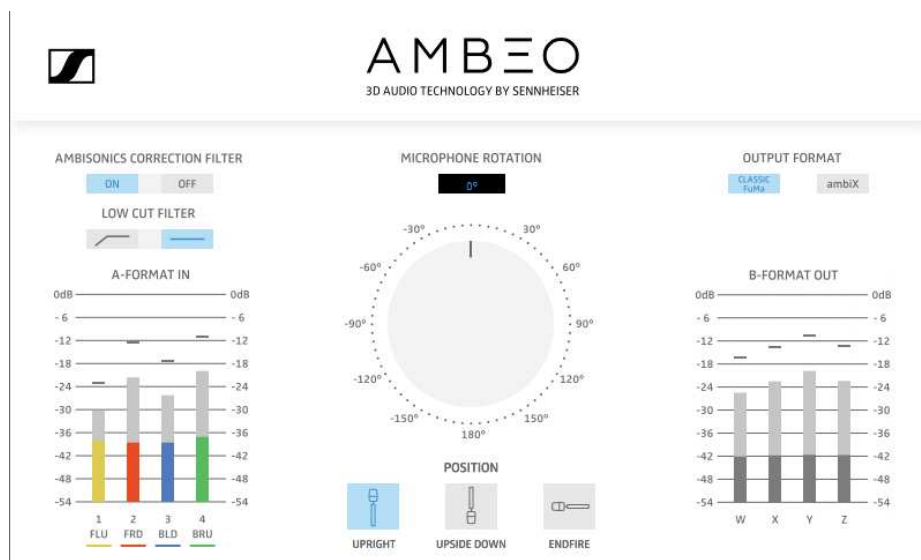 AMBEO
3D AUDIO TECHNOLOGY BY SENNHEISER
AMBISONICS CORRECTION FILTER
ON OFF
LOW CUT FILTER
A-FORMAT IN
0dB 0dB
- 6 - 6
-12 -12
-18 -18
-24 -24
-30 -30
-36 -36
-42 -42
-48 -48
-54 -54
1 2 3 4
FLU FRD BLD BRU
MICROPHONE ROTATION
0°
-30° 30°
-60° 60°
-90° 90°
-120° 120°
-150° 150°
180°
POSITION
UPRIGHT UPSIDE DOWN ENDFIRE
OUTPUT FORMAT
CLASSIC
FuMa
ambiX
B-FORMAT OUT
0dB 0dB
- 6 - 6
-12 -12
-18 -18
-24 -24
-30 -30
-36 -36
-42 -42
-48 -48
-54 -54
W X Y Z